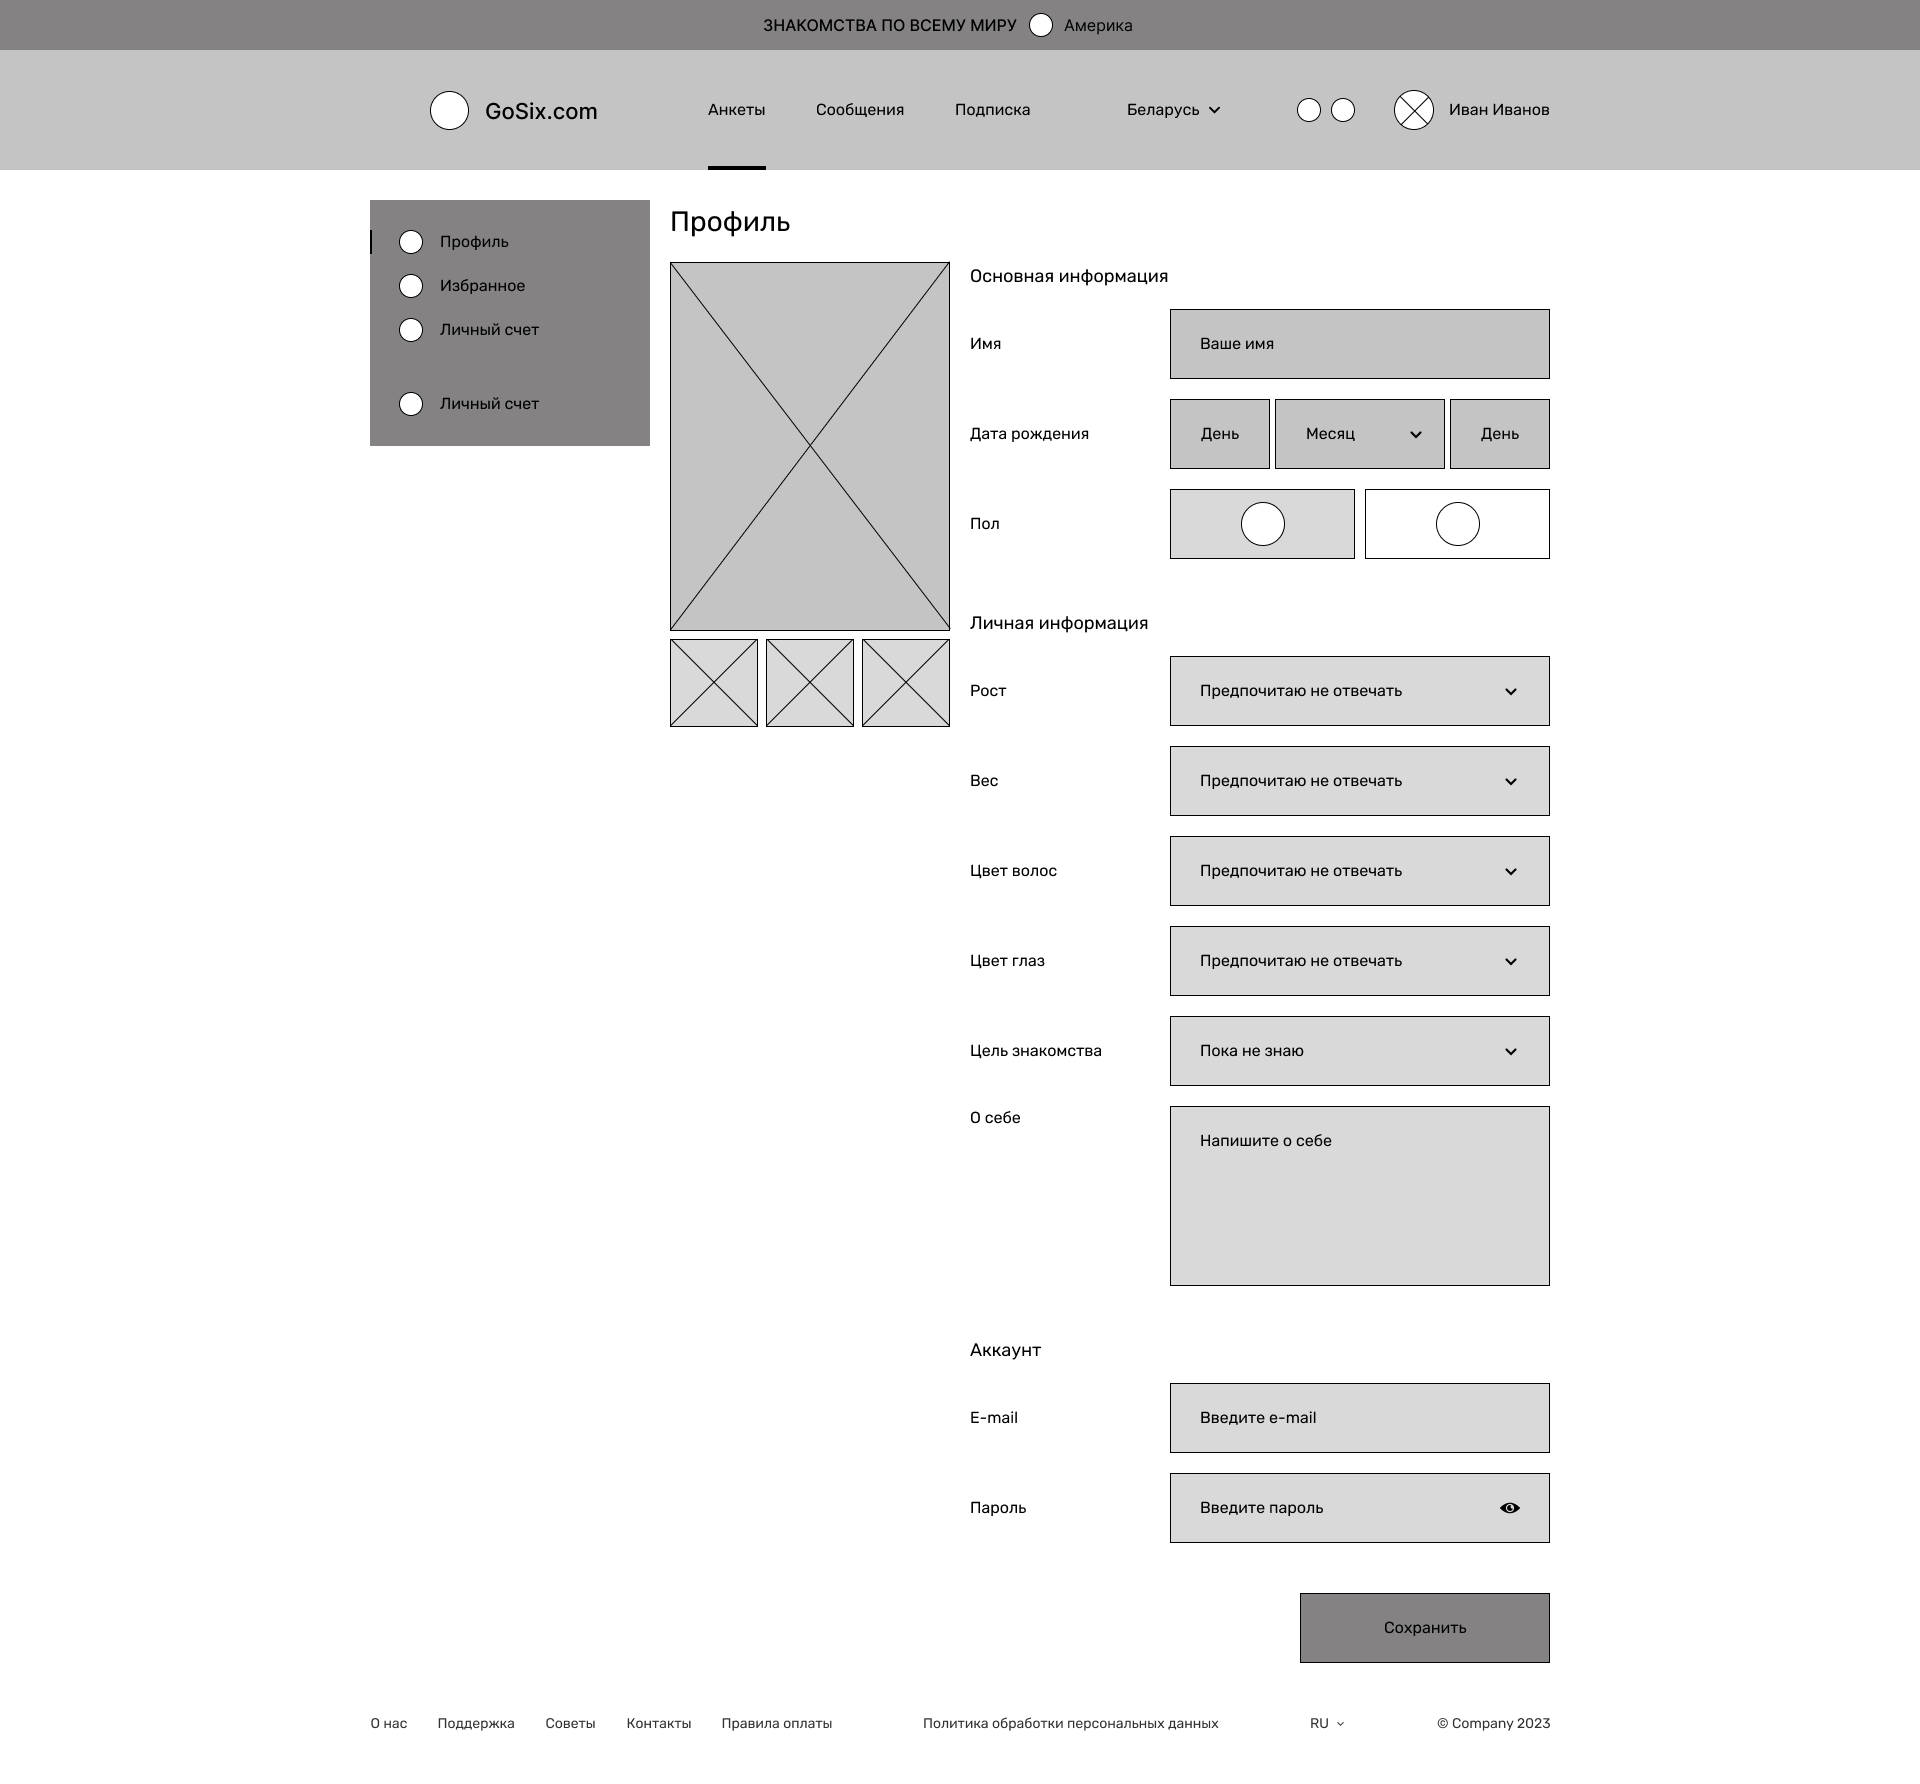 ЗНАКОМСТВА ПО ВСЕМУ МИРУ Америка
GoSix.com Анкеты Сообщения Подписка Беларусь Иван Иванов
Профиль
Избранное
Личный счет
Личный счет
Профиль
Основная информация
Имя Ваше имя
Дата рождения День Месяц День
Пол
Личная информация
Рост Предпочитаю не отвечать
Вес Предпочитаю не отвечать
Цвет волос Предпочитаю не отвечать
Цвет глаз Предпочитаю не отвечать
Цель знакомства Пока не знаю
О себе
Напишите о себе
Аккаунт
E-mail Введите e-mail
Пароль Введите пароль
Сохранить
О нас Поддержка Советы Контакты Правила оплаты Политика обработки персональных данных RU © Company 2023